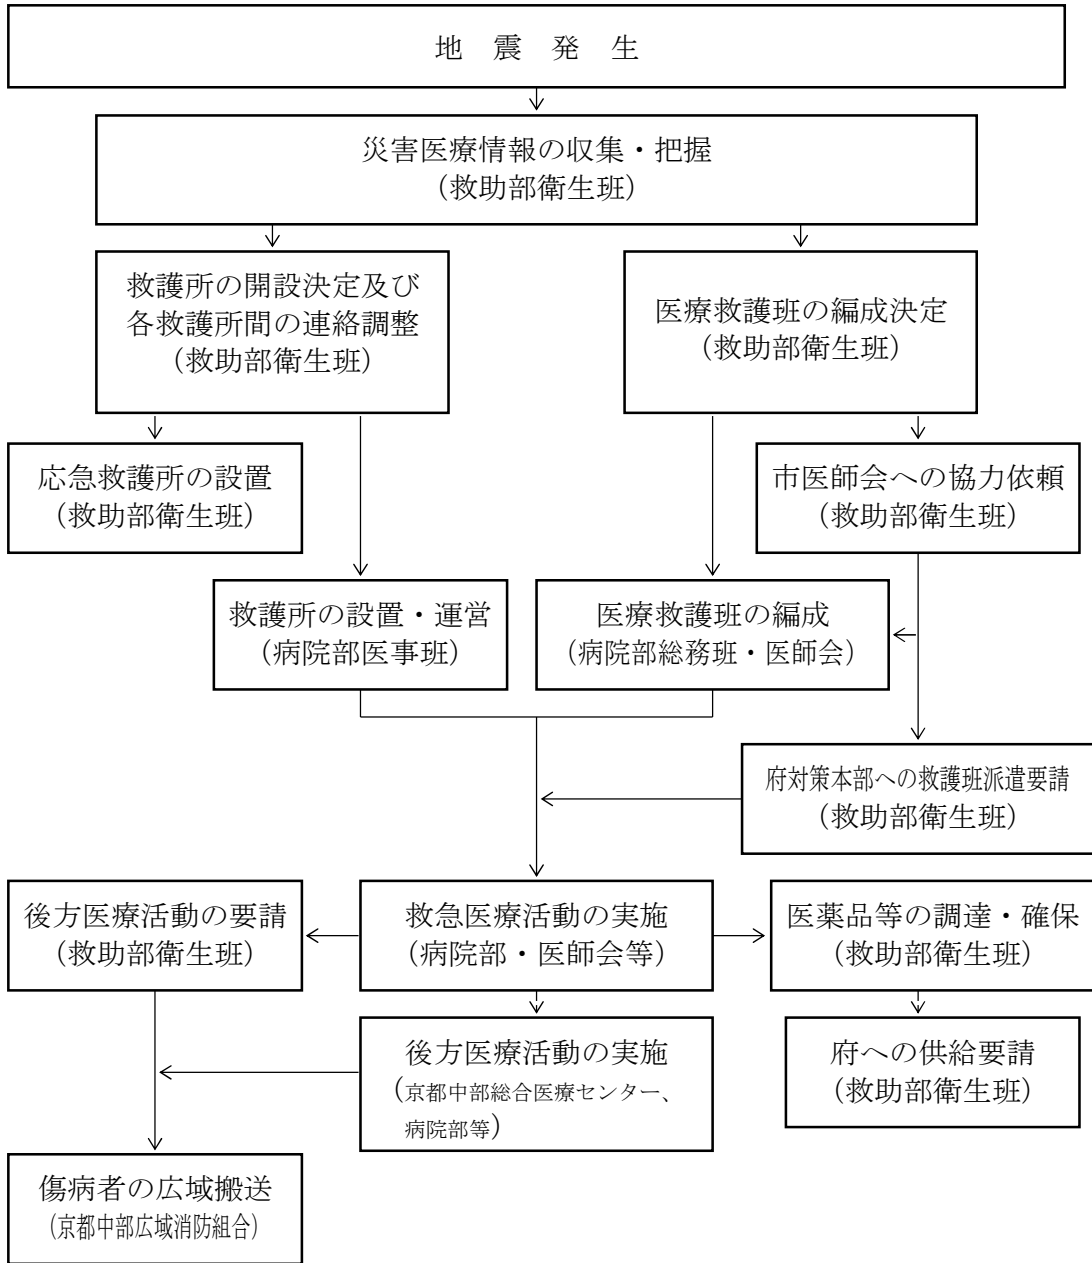 地　震　発　生
災害医療情報の収集・把握
（救助部衛生班）
救護所の開設決定及び
各救護所間の連絡調整
（救助部衛生班）
医療救護班の編成決定
（救助部衛生班）
応急救護所の設置
（救助部衛生班）
市医師会への協力依頼
（救助部衛生班）
救護所の設置・運営
（病院部医事班）
医療救護班の編成
（病院部総務班・医師会）
府対策本部への救護班派遣要請
（救助部衛生班）
後方医療活動の要請
（救助部衛生班）
救急医療活動の実施
（病院部・医師会等）
医薬品等の調達・確保
（救助部衛生班）
後方医療活動の実施
（京都中部総合医療センター、
病院部等）
府への供給要請
（救助部衛生班）
傷病者の広域搬送
（京都中部広域消防組合）